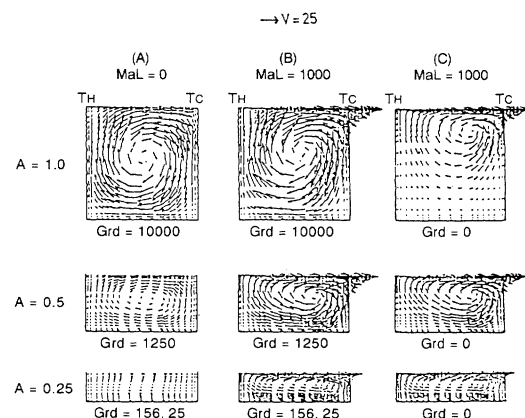 →V = 25
(A) (B) (C)
MaL = 0 MaL = 1000 MaL = 1000
TH TC TH TC TH TC
A = 1.0
Grd = 10000 Grd = 10000 Grd = 0
A = 0.5
Grd = 1250 Grd = 1250 Grd = 0
A = 0.25
Grd = 156.25 Grd = 156.25 Grd = 0